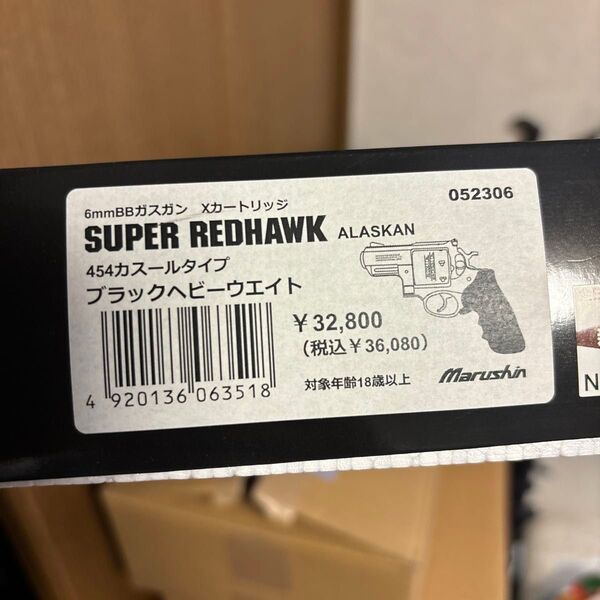 6mmBBガスガン Xカートリッジ
052306
SUPER REDHAWK ALASKAN
454カスールタイプ
ブラックヘビーウエイト
¥32,800
(税込¥36,080)
4 920136 063518
対象年齢18歳以上
Marushin
N